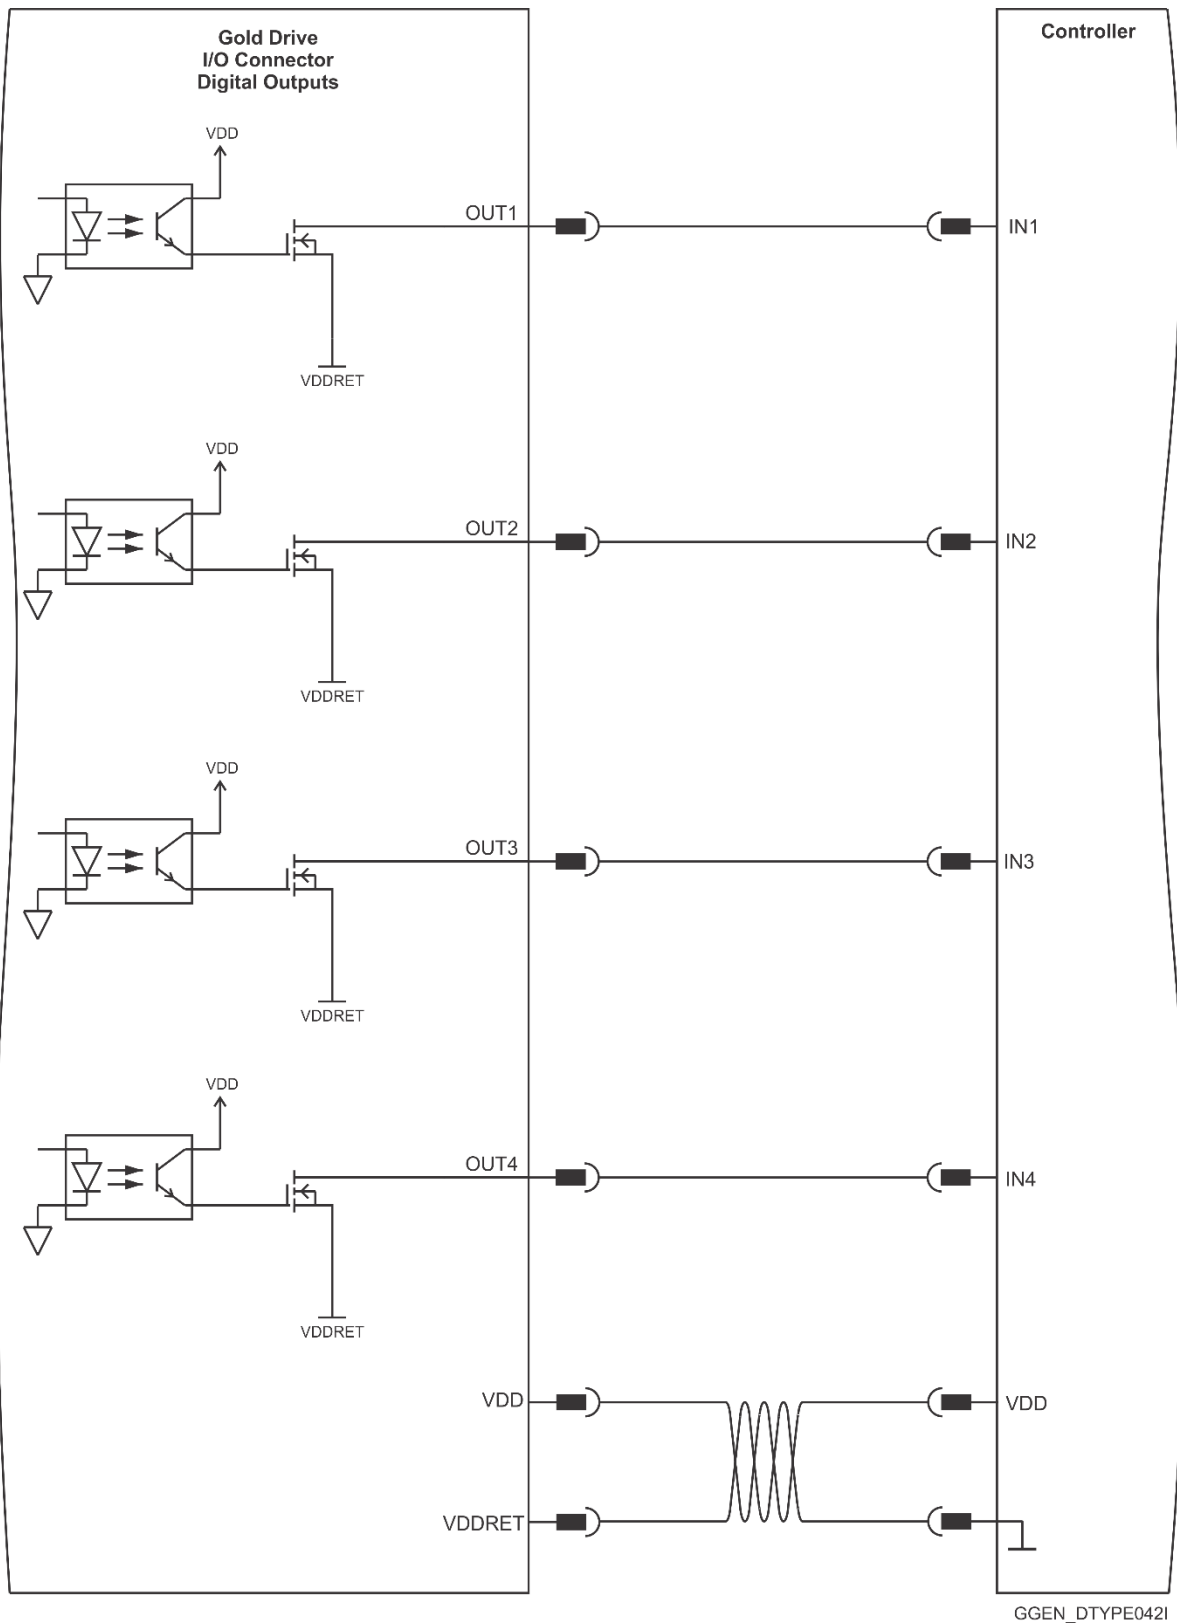 Gold Drive
I/O Connector
Digital Outputs
Controller
VDD
OUT1
IN1
VDDRET
VDD
OUT2
IN2
VDDRET
VDD
OUT3
IN3
VDDRET
VDD
OUT4
IN4
VDDRET
VDD
VDD
VDDRET
GGEN_DTYPE042I